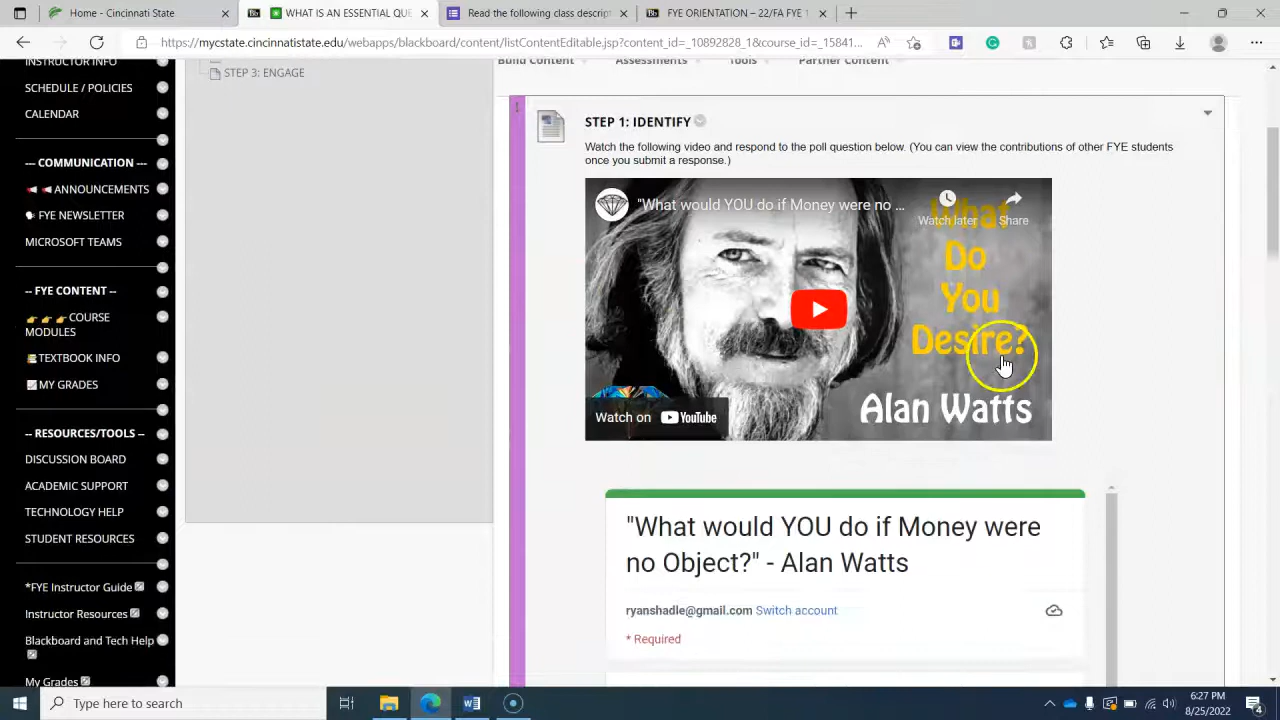 Home - Cincinnati State
WHAT IS AN ESSENTIAL QUE
Read the following class descript
FYE ORIENTATION – 22/FA FYE 1
https://mycstate.cincinnatistate.edu/webapps/blackboard/content/listContentEditable.jsp?content_id=_10892828_1&course_id=_15841...
INSTRUCTOR INFO
SCHEDULE / POLICIES
CALENDAR
--- COMMUNICATION ---
ANNOUNCEMENTS
FYE NEWSLETTER
MICROSOFT TEAMS
-- FYE CONTENT --
COURSE
MODULES
TEXTBOOK INFO
MY GRADES
-- RESOURCES/TOOLS --
DISCUSSION BOARD
ACADEMIC SUPPORT
TECHNOLOGY HELP
STUDENT RESOURCES
*FYE Instructor Guide
Instructor Resources
Blackboard and Tech Help
My Grades
STEP 3: ENGAGE
Build Content
Assessments
Tools
Partner Content
STEP 1: IDENTIFY
Watch the following video and respond to the poll question below. (You can view the contributions of other FYE students
once you submit a response.)
"What would YOU do if Money were no ...
Watch later
Share
What
Do
You
Desire?
Alan Watts
Watch on YouTube
"What would YOU do if Money were
no Object?" - Alan Watts
ryanshadle@gmail.com Switch account
* Required
Type here to search
6:27 PM
8/25/2022
4